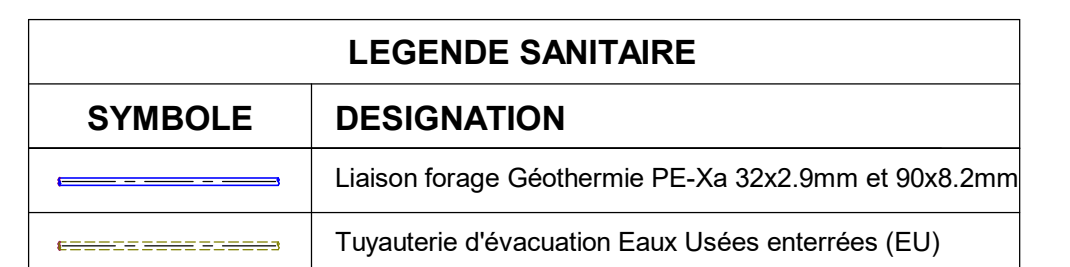 LEGENDE SANITAIRE
SYMBOLE DESIGNATION
Liaison forage Géothermie PE-Xa 32x2.9mm et 90x8.2mm
Tuyauterie d'évacuation Eaux Usées enterrées (EU)